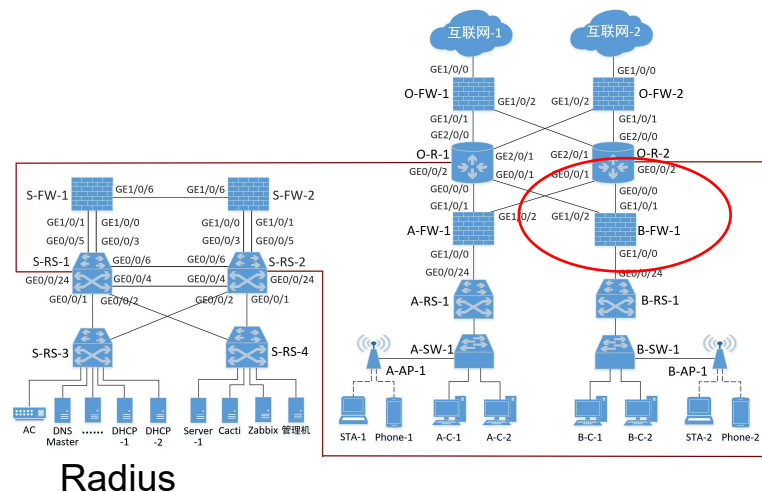 互联网-1
互联网-2
GE1/0/0
GE1/0/0
O-FW-1
GE1/0/2
GE1/0/2
O-FW-2
GE1/0/1
GE1/0/1
GE2/0/0
GE2/0/0
O-R-1
GE2/0/1
GE2/0/1
O-R-2
GE0/0/2
GE0/0/1
GE0/0/1
GE0/0/2
GE0/0/0
GE0/0/0
GE1/0/1
GE1/0/2
GE1/0/2
GE1/0/1
A-FW-1
B-FW-1
GE1/0/0
GE1/0/0
GE0/0/24
GE0/0/24
A-RS-1
B-RS-1
A-SW-1
B-SW-1
A-AP-1
B-AP-1
STA-1
Phone-1
A-C-1
A-C-2
B-C-1
B-C-2
STA-2
Phone-2
S-FW-1
GE1/0/6
GE1/0/6
S-FW-2
GE1/0/1
GE1/0/0
GE1/0/0
GE1/0/1
GE0/0/5
GE0/0/3
GE0/0/3
GE0/0/5
S-RS-1
GE0/0/6
GE0/0/6
S-RS-2
GE0/0/24
GE0/0/4
GE0/0/4
GE0/0/24
GE0/0/1
GE0/0/2
GE0/0/2
GE0/0/1
S-RS-3
S-RS-4
AC
DNS
Master
......
DHCP
-1
DHCP
-2
Server
-1
Cacti
Zabbix
管理机
Radius